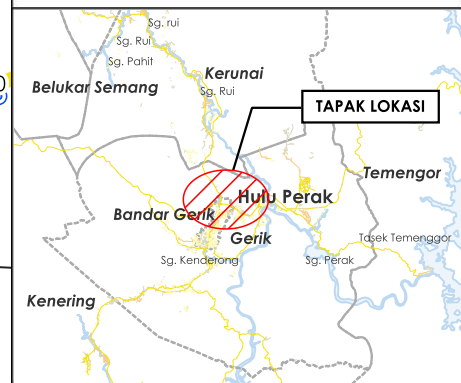 Sg. rui
Sg. Rui
Sg. Pahit
Kerunai
Belukar Semang
Sg. Rui
TAPAK LOKASI
Temengor
Hulu Perak
Bandar Gerik
Gerik
Tasek Temenggor
Sg. Kenderong
Sg. Perak
Kenering